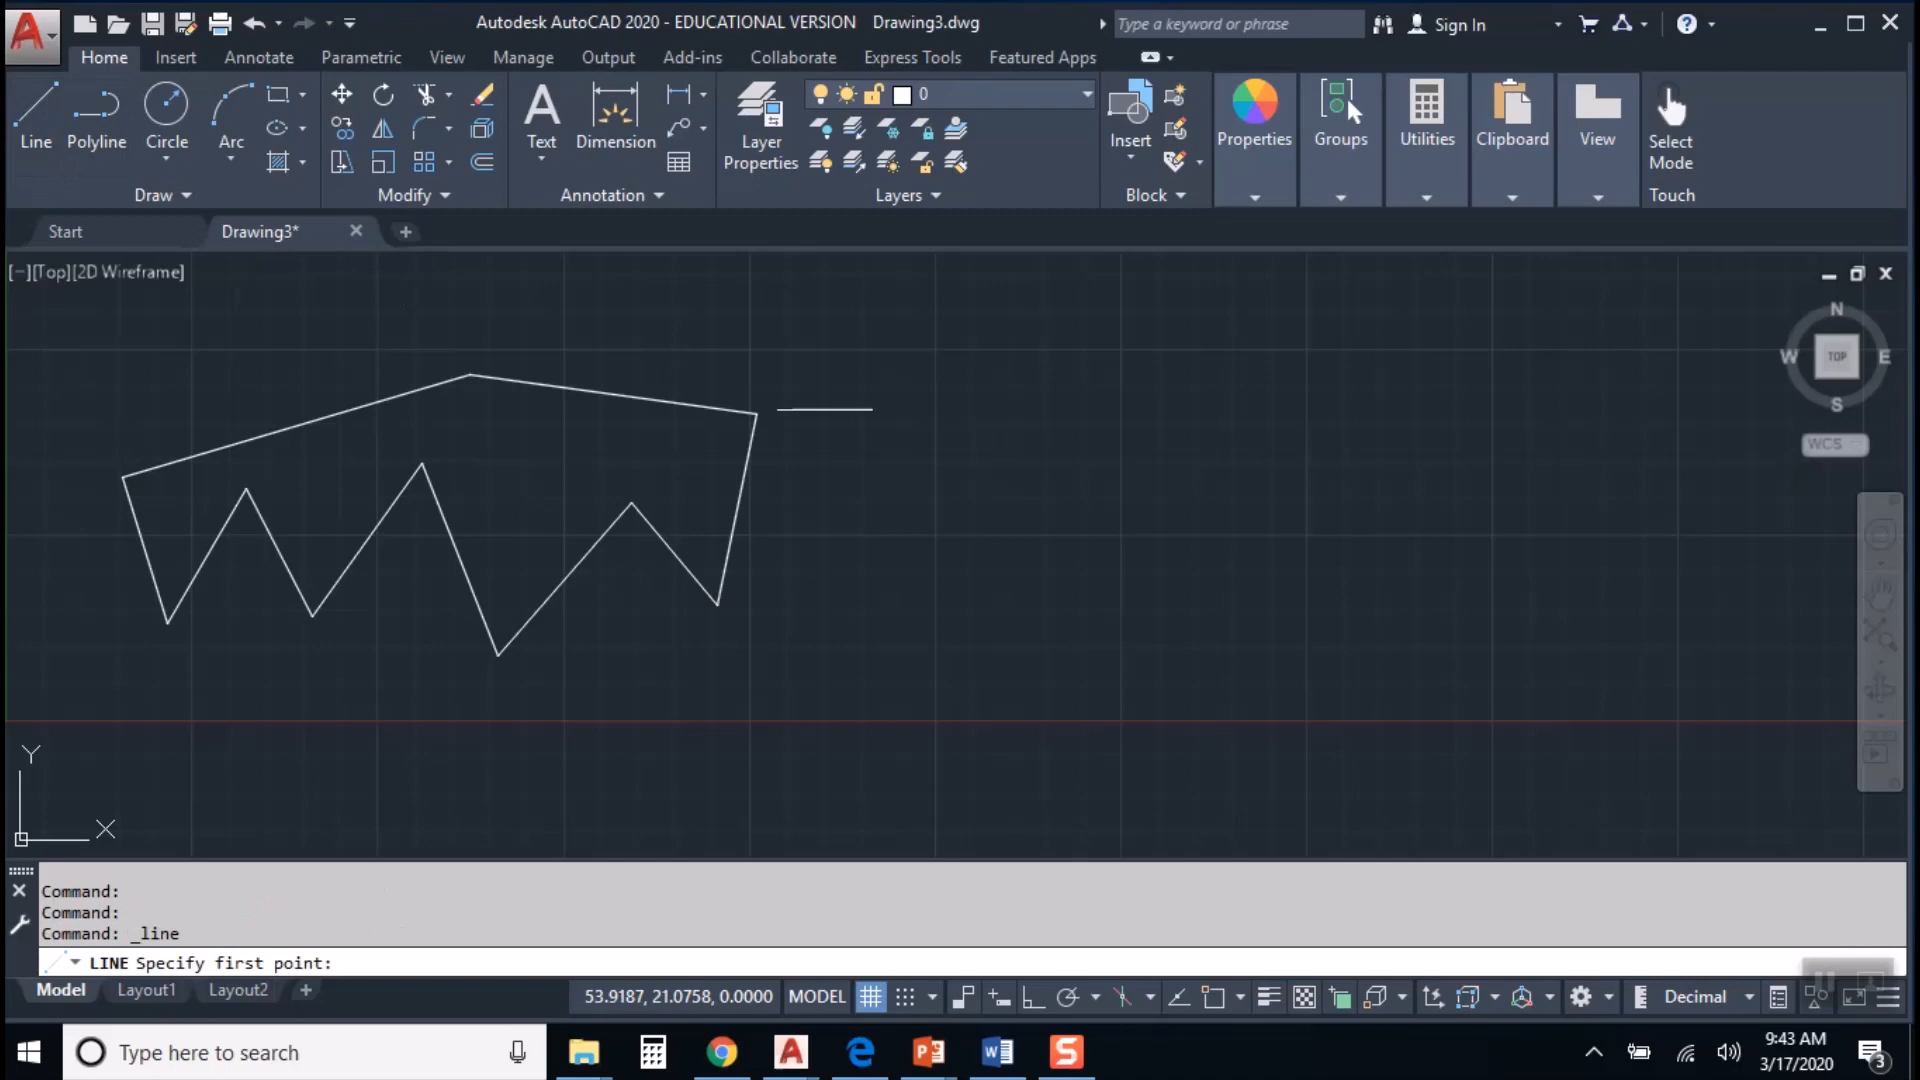 Autodesk AutoCAD 2020 - EDUCATIONAL VERSION Drawing3.dwg
Type a keyword or phrase
Sign In
Home Insert Annotate Parametric View Manage Output Add-ins Collaborate Express Tools Featured Apps
0
Line Polyline Circle Arc
Text Dimension
Layer Properties
Insert
Properties Groups Utilities Clipboard View
Select Mode
Draw Modify Annotation Layers Block Touch
Start Drawing3*
[−][Top][2D Wireframe]
N
W TOP E
S
WCS
Y
X
Command:
Command:
Command: _line
LINE Specify first point:
Model Layout1 Layout2 +
53.9187, 21.0758, 0.0000 MODEL Decimal
Type here to search
9:43 AM
3/17/2020
3